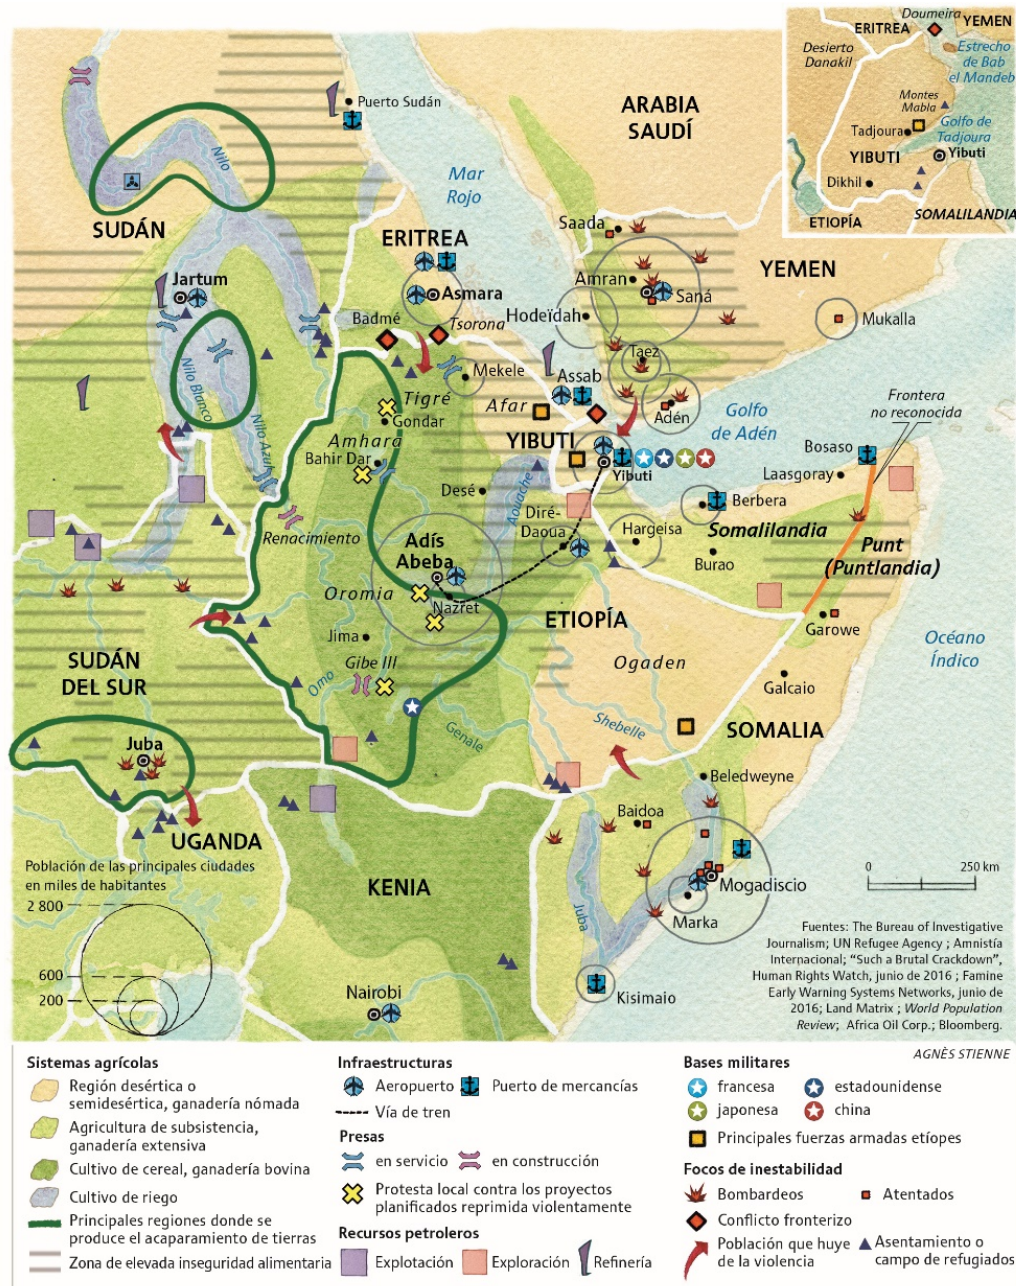 Doumeira
ERITREA
YEMEN
Desierto
Danakil
Estrecho
de Bab
el Mandeb
Montes
Mabla
Golfo de
Tadjoura
Tadjoura
YIBUTI
Yibuti
Dikhil
ETIOPÍA
SOMALILANDIA
Puerto Sudán
ARABIA
SAUDÍ
Nilo
Mar
Rojo
SUDÁN
Saada
ERITREA
YEMEN
Jartum
Amran
Saná
Asmara
Hodeïdah
Mukalla
Badmé
Tsorona
Taez
Mekele
Assab
Nilo Blanco
Tigré
Afar
Adén
Golfo
de Adén
Frontera
no reconocida
Gondar
Amhara
YIBUTI
Bosaso
Nilo Azul
Bahir Dar
Yibuti
Laasgoray
Desé
Aouache
Berbera
Diré-
Daoua
Hargeisa
Somalilandia
Renacimiento
Adís
Abeba
Burao
Punt
(Puntlandia)
Oromia
Nazret
ETIOPÍA
Garowe
Océano
Índico
Jima
SUDÁN
DEL SUR
Gibe III
Ogaden
Galcaio
Omo
Shebelle
SOMALIA
Juba
Genale
Beledweyne
Baidoa
UGANDA
Población de las principales ciudades
en miles de habitantes
KENIA
0
250 km
Mogadiscio
2 800
Juba
Marka
600
200
Nairobi
Kisimaio
Fuentes: The Bureau of Investigative
Journalism; UN Refugee Agency ; Amnistía
Internacional; “Such a Brutal Crackdown”,
Human Rights Watch, junio de 2016 ; Famine
Early Warning Systems Networks, junio de
2016; Land Matrix ; World Population
Review; Africa Oil Corp.; Bloomberg.
AGNÈS STIENNE
Sistemas agrícolas
Región desértica o
semidesértica, ganadería nómada
Agricultura de subsistencia,
ganadería extensiva
Cultivo de cereal, ganadería bovina
Cultivo de riego
Principales regiones donde se
produce el acaparamiento de tierras
Zona de elevada inseguridad alimentaria
Infraestructuras
Aeropuerto
Puerto de mercancías
Vía de tren
Presas
en servicio
en construcción
Protesta local contra los proyectos
planificados reprimida violentamente
Recursos petroleros
Explotación
Exploración
Refinería
Bases militares
francesa
estadounidense
japonesa
china
Principales fuerzas armadas etíopes
Focos de inestabilidad
Bombardeos
Atentados
Conflicto fronterizo
Población que huye
de la violencia
Asentamiento o
campo de refugiados